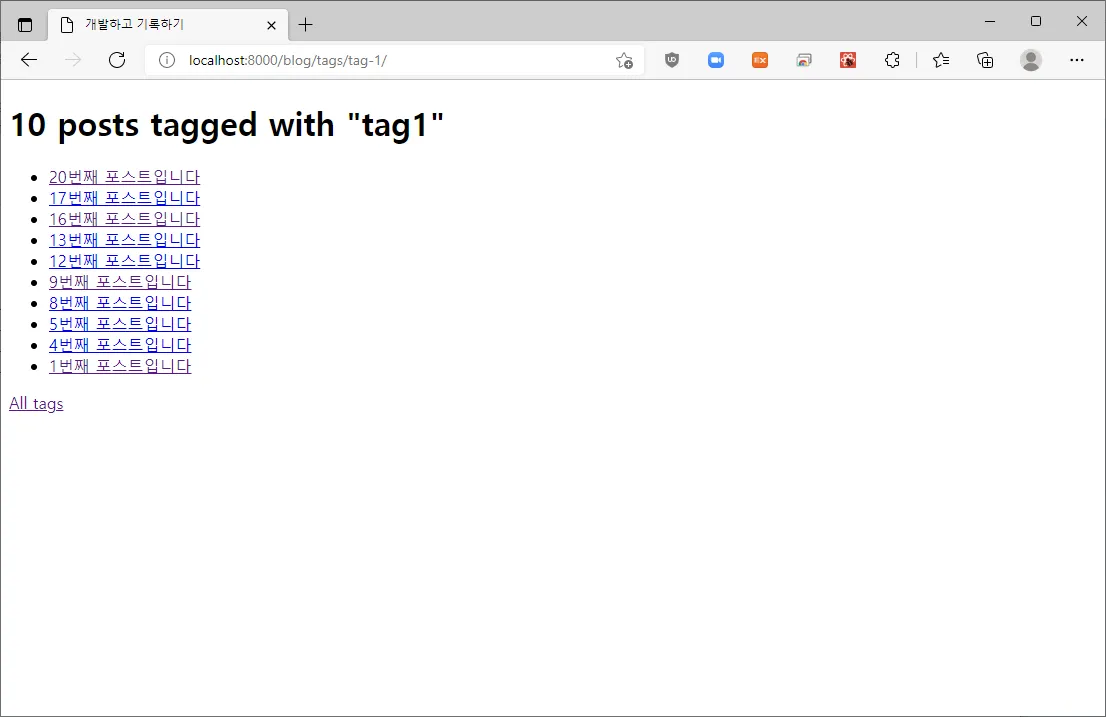 개발하고 기록하기
localhost:8000/blog/tags/tag-1/
UD
EX
10 posts tagged with "tag1"
20번째 포스트입니다
17번째 포스트입니다
16번째 포스트입니다
13번째 포스트입니다
12번째 포스트입니다
9번째 포스트입니다
8번째 포스트입니다
5번째 포스트입니다
4번째 포스트입니다
1번째 포스트입니다
All tags